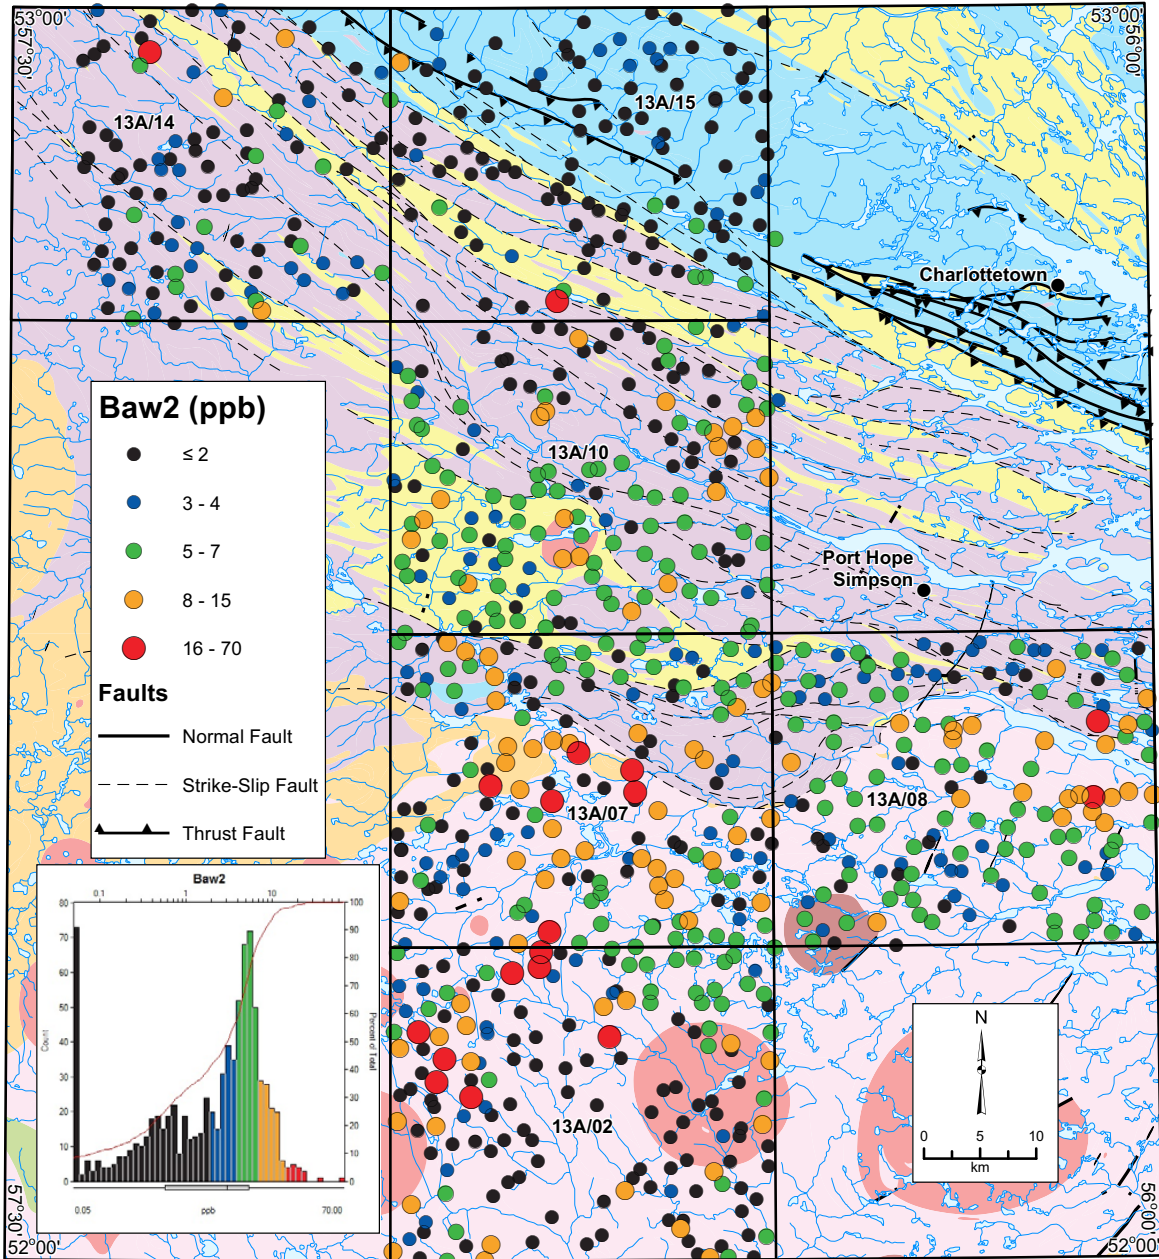 53°00'
57°30'
53°00'
56°00'
13A/14
13A/15
Charlottetown
13A/10
Port Hope
Simpson
13A/07
13A/08
13A/02
Baw2 (ppb)
≤ 2
3 - 4
5 - 7
8 - 15
16 - 70
Faults
Normal Fault
Strike-Slip Fault
Thrust Fault
Baw2
0.1 1 10
80
70
60
50
40
30
20
10
0
Count
100
90
80
70
60
50
40
30
20
10
0
Percent of Total
0.05 ppb 70.00
N
0 5 10
km
57°30'
52°00'
56°00'
52°00'